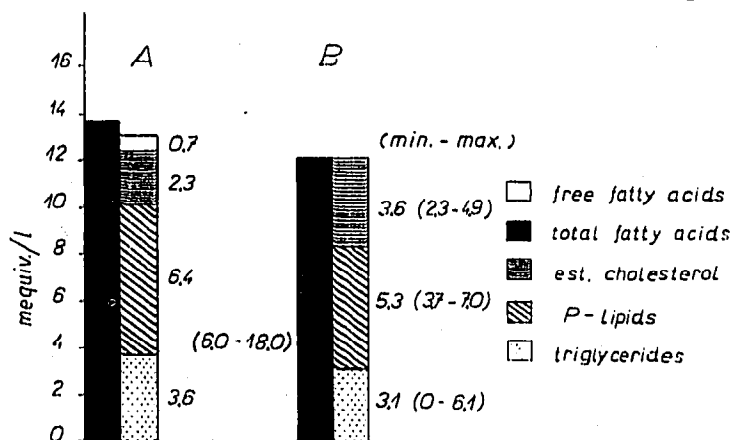 A B
16
14
12
10
8
6
4
2
0
mequiv./l
0,7
2,3
6,4
3,6
(min. - max.)
3,6 (2,3-4,9)
5,3 (3,7-7,0)
(6,0 - 18,0)
3,1 (0 - 6,1)
free fatty acids
total fatty acids
est. cholesterol
P-lipids
triglycerides